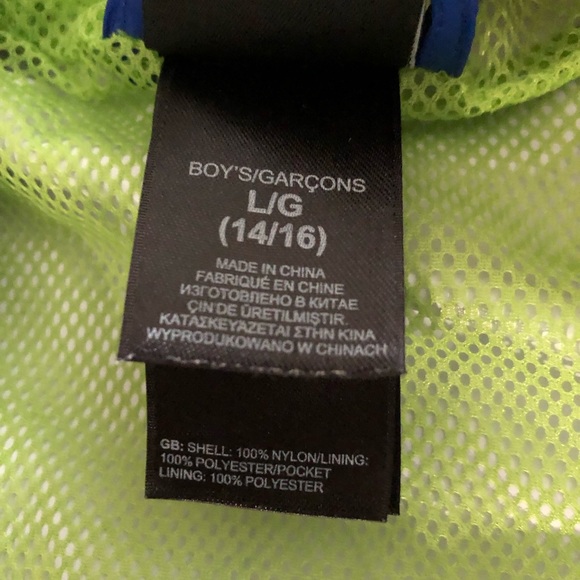 BOY'S/GARÇONS
L/G
(14/16)
MADE IN CHINA
FABRIQUÉ EN CHINE
ИЗГОТОВЛЕНО В КИТАЕ
ÇIN'DE ÜRETILMIŞTIR.
ΚΑΤΑΣΚΕΥΑΖΕΤΑΙ ΣΤΗΝ ΚΙΝΑ
WYPRODUKOWANO W CHINACH
GB: SHELL: 100% NYLON/LINING:
100% POLYESTER/POCKET
LINING: 100% POLYESTER